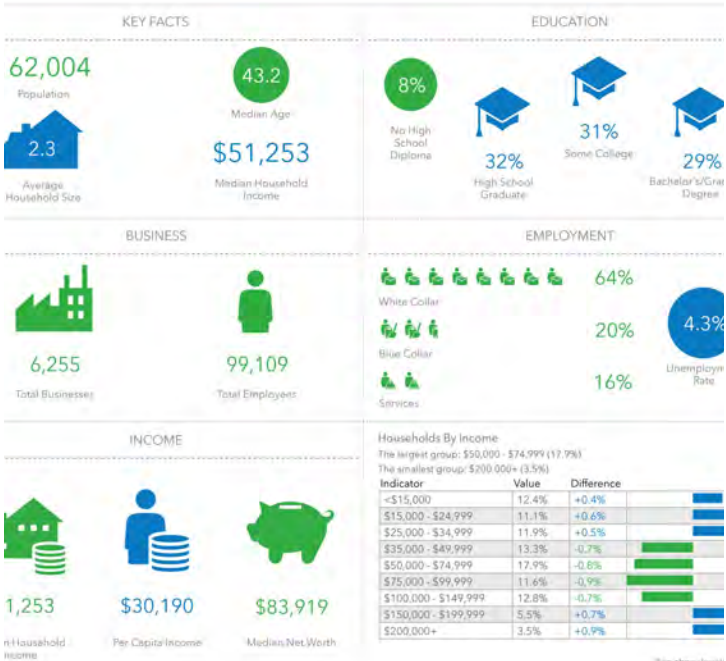 KEY FACTS
62,004
Population
43.2
Median Age
2.3
Average
Household Size
$51,253
Median Household
Income
EDUCATION
8%
No High
School
Diploma
32%
High School
Graduate
31%
Some College
29%
Bachelor's/Gra
Degree
BUSINESS
6,255
Total Businesses
99,109
Total Employees
EMPLOYMENT
White Collar
64%
Blue Collar
20%
Services
16%
4.3%
Unemploym
Rate
INCOME
1,253
n Household
Income
$30,190
Per Capita Income
$83,919
Median Net Worth
Households By Income
The largest group: $50,000 - $74,999 (17.9%)
The smallest group: $200,000+ (3.5%)
Indicator Value Difference
<$15,000 12.4% +0.4%
$15,000 - $24,999 11.1% +0.6%
$25,000 - $34,999 11.9% +0.5%
$35,000 - $49,999 13.3% -0.7%
$50,000 - $74,999 17.9% -0.8%
$75,000 - $99,999 11.6% -0.9%
$100,000 - $149,999 12.8% -0.7%
$150,000 - $199,999 5.5% +0.7%
$200,000+ 3.5% +0.9%